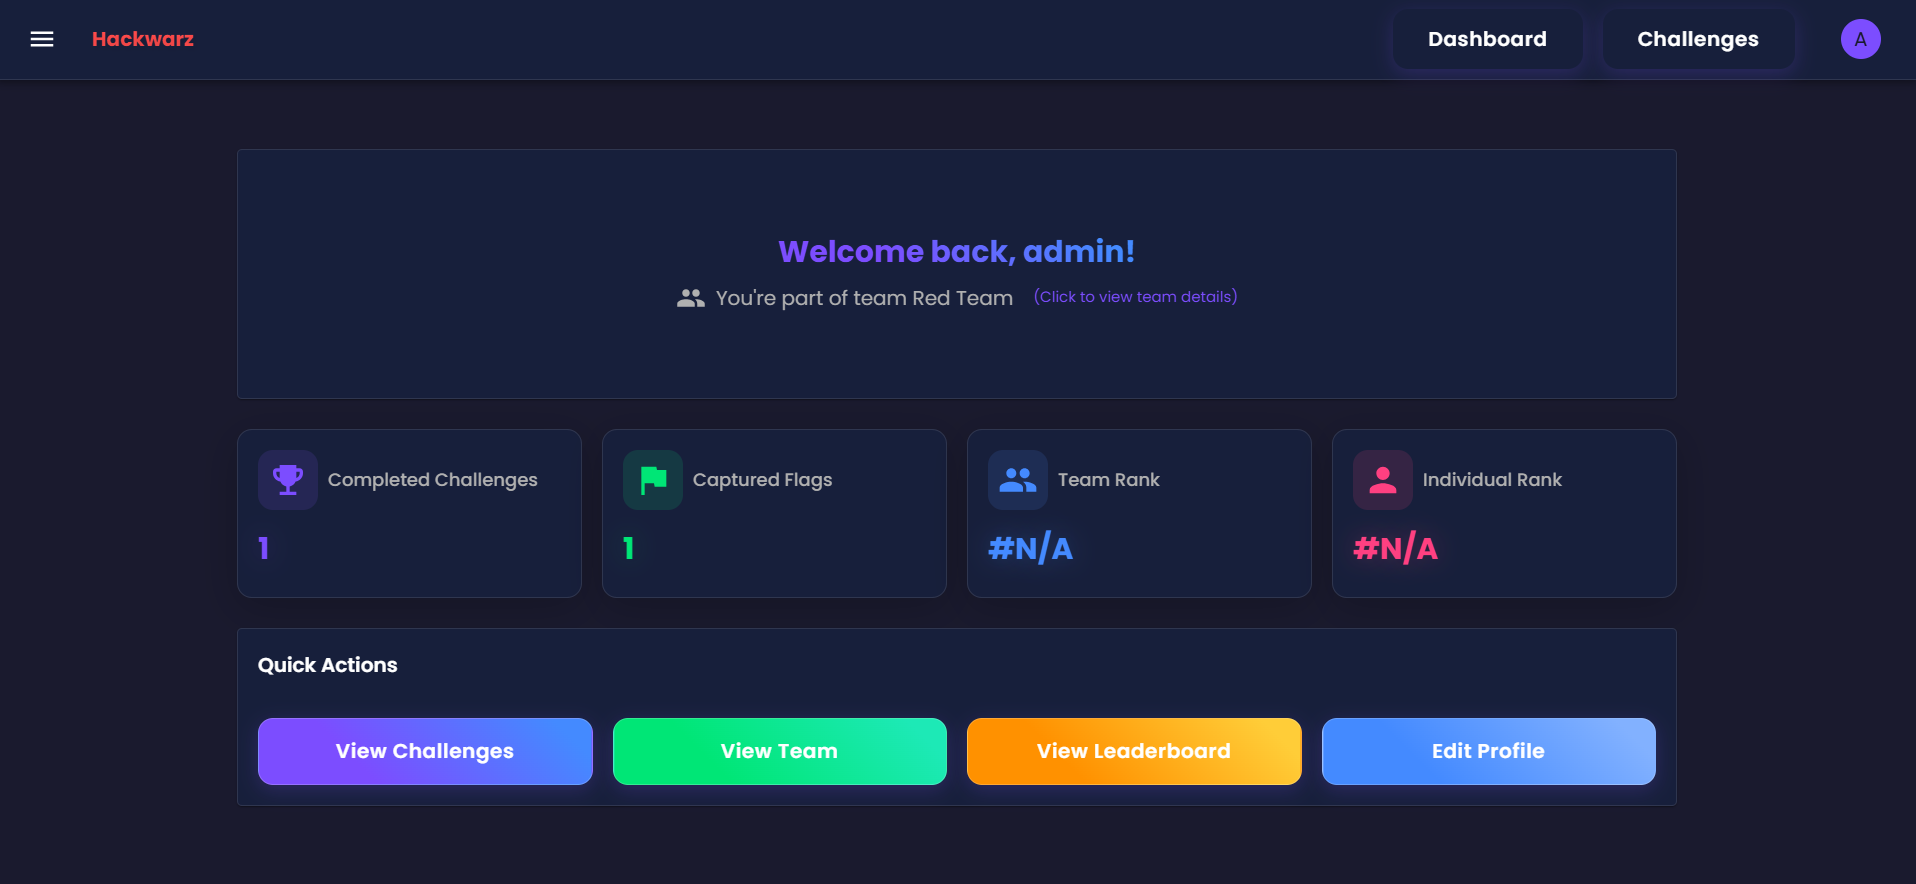 Hackwarz
Dashboard
Challenges
A
Welcome back, admin!
You're part of team Red Team (Click to view team details)
Completed Challenges
1
Captured Flags
1
Team Rank
#N/A
Individual Rank
#N/A
Quick Actions
View Challenges
View Team
View Leaderboard
Edit Profile